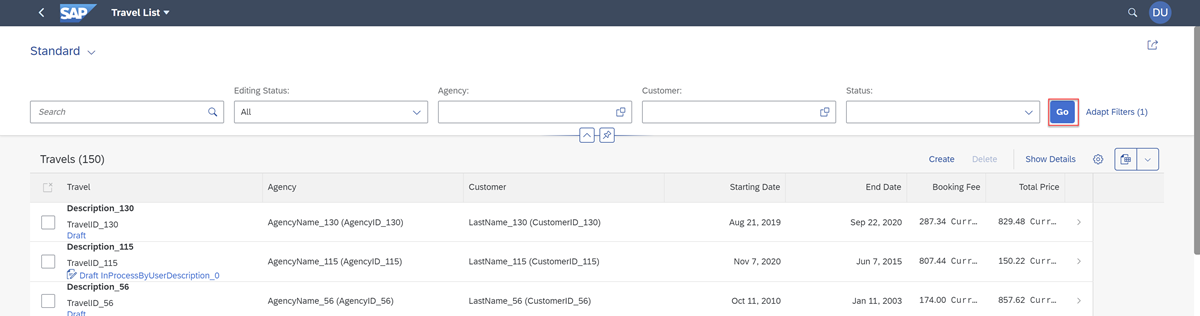 SAP Travel List DU
Standard
Editing Status: Agency: Customer: Status:
Search All Go Adapt Filters (1)
Travels (150) Create Delete Show Details
Travel Agency Customer Starting Date End Date Booking Fee Total Price
Description_130
TravelID_130 AgencyName_130 (AgencyID_130) LastName_130 (CustomerID_130) Aug 21, 2019 Sep 22, 2020 287.34 Curr… 829.48 Curr…
Draft
Description_115
TravelID_115 AgencyName_115 (AgencyID_115) LastName_115 (CustomerID_115) Nov 7, 2020 Jun 7, 2015 807.44 Curr… 150.22 Curr…
Draft InProcessByUserDescription_0
Description_56
TravelID_56 AgencyName_56 (AgencyID_56) LastName_56 (CustomerID_56) Oct 11, 2010 Jan 11, 2003 174.00 Curr… 857.62 Curr…
Draft